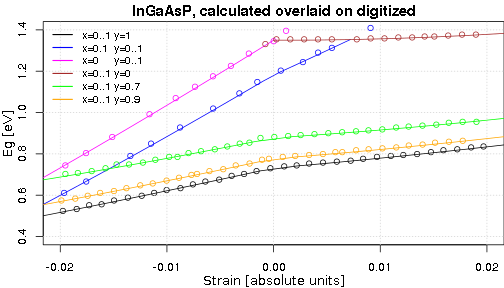 InGaAsP, calculated overlaid on digitized
x=0..1 y=1
x=0.1 y=0..1
x=0 y=0..1
x=0..1 y=0
x=0..1 y=0.7
x=0..1 y=0.9
Eg [eV]
1.4
1.2
1.0
0.8
0.6
0.4
-0.02 -0.01 0.00 0.01 0.02
Strain [absolute units]